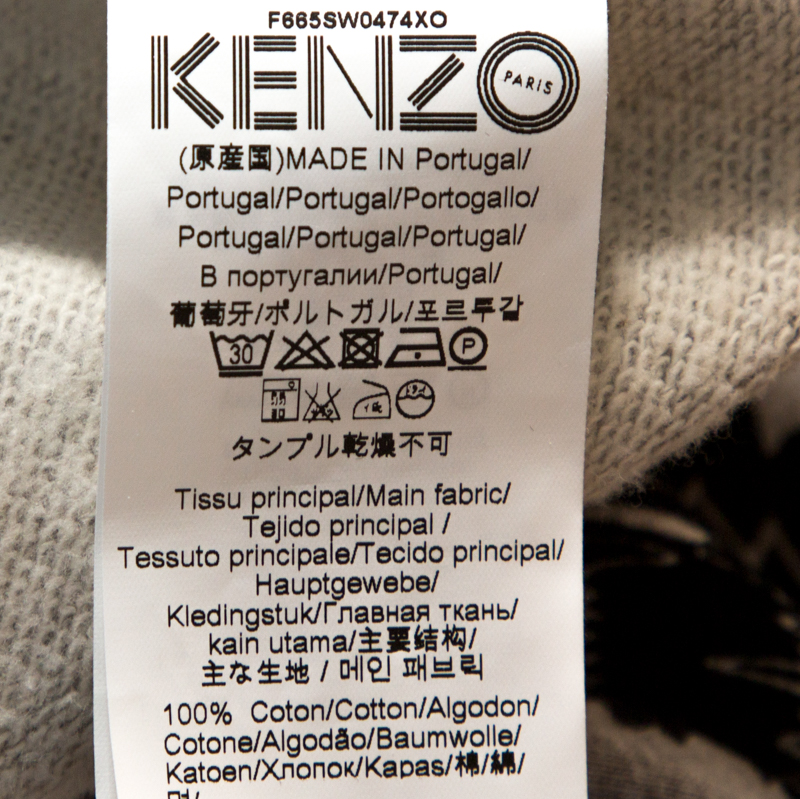 F665SW0474XO
KENZO PARIS
(原産国)MADE IN Portugal/
Portugal/Portugal/Portogallo/
Portugal/Portugal/Portugal/
В португалии/Portugal/
葡萄牙/ポルトガル/포르투갈
30 P
タンプル乾燥不可
Tissu principal/Main fabric/
Tejido principal /
Tessuto principale/Tecido principal/
Hauptgewebe/
Kledingstuk/Главная ткань/
kain utama/主要结构/
主な生地 / 메인 패브릭
100% Coton/Cotton/Algodon/
Cotone/Algodão/Baumwolle/
Katoen/Хлопок/Kapas/棉/綿/